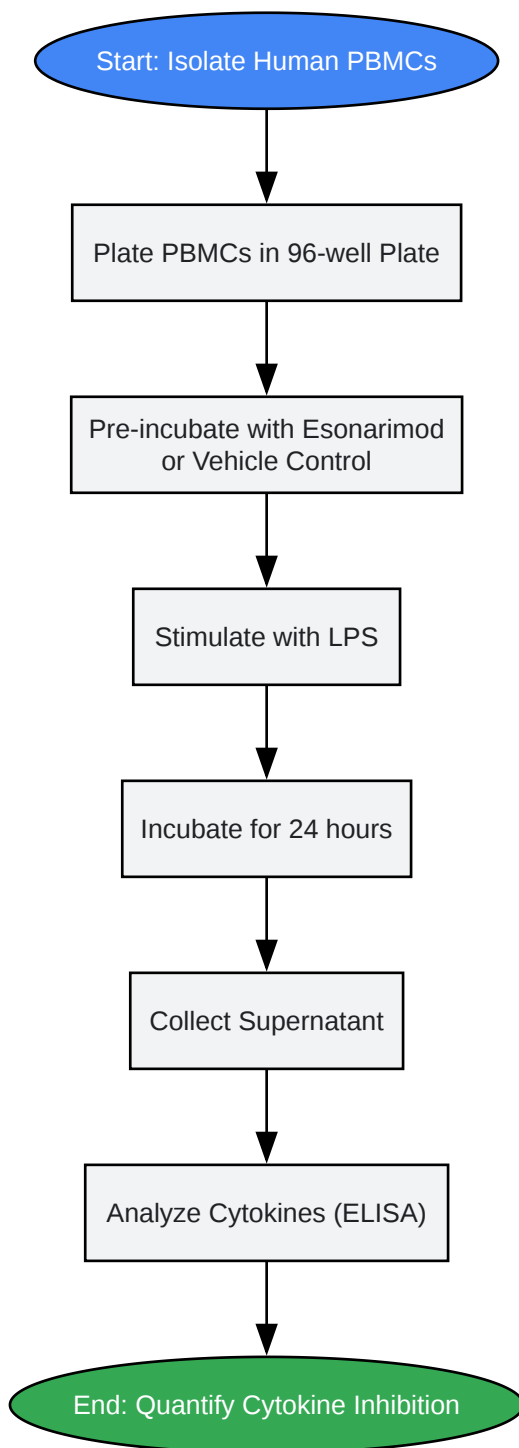 Start: Isolate Human PBMCs
Plate PBMCs in 96-well Plate
Pre-incubate with Esonarimod
or Vehicle Control
Stimulate with LPS
Incubate for 24 hours
Collect Supernatant
Analyze Cytokines (ELISA)
End: Quantify Cytokine Inhibition